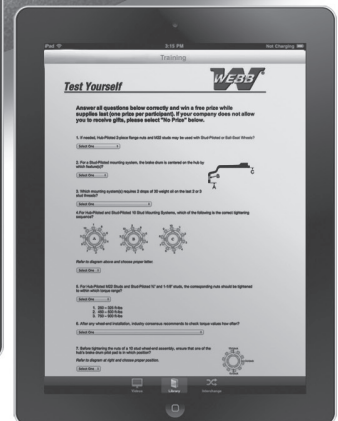 iPad 3:15 PM Not Charging
Training
Test Yourself WEBB
Answer all questions below correctly and win a free prize while
supplies last (one prize per participant). If your company does not allow
you to receive gifts, please select "No Prize" below.
1. If needed, Hub-Piloted 2-piece flange nuts and M22 studs may be used with Stud-Piloted or Ball Seat Wheels?
Select One
2. For a Stud-Piloted mounting system, the brake drum is centered on the hub by
which feature(s)?
Select One
A
C
3. Which mounting system(s) requires 2 drops of 30 weight oil on the last 2 or 3
stud threads?
Select One
4.For Hub-Piloted and Stud-Piloted 10 Stud Mounting Systems, which of the following is the correct tightening
sequence?
A B C
Refer to diagram above and choose proper letter.
Select One
5. For Hub-Piloted M22 Studs and Stud-Piloted 15" and 1-1/8" studs, the corresponding nuts should be tightened
to within which torque range?
Select One
6. After any wheel-end installation, industry consensus recommends to check torque values how often?
Select One
7. Before tightening the nuts of a 10 stud wheel-end assembly, ensure that one of the
hub's brake drum pilot pad is in which position?
Refer to diagram at right and choose proper position.
Select One
Library